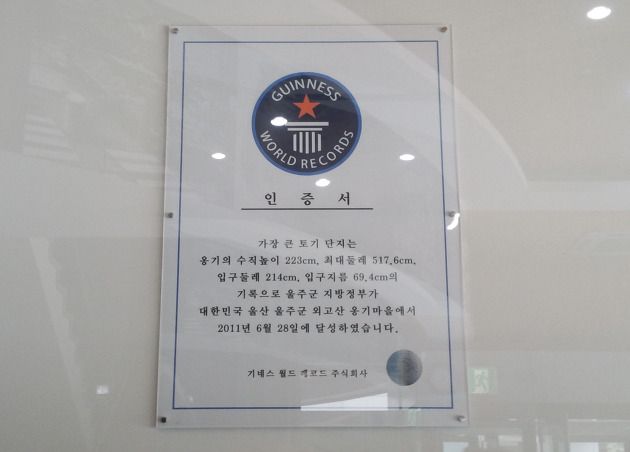 GUINNESS
WORLD RECORDS
인 증 서
가장 큰 토기 단지는
옹기의 수직높이 223cm, 최대둘레 517.6cm,
입구둘레 214cm, 입구지름 69.4cm의
기록으로 울주군 지방정부가
대한민국 울산 울주군 외고산 옹기마을에서
2011년 6월 28일에 달성하였습니다.
기네스 월드 렉코드 주식회사